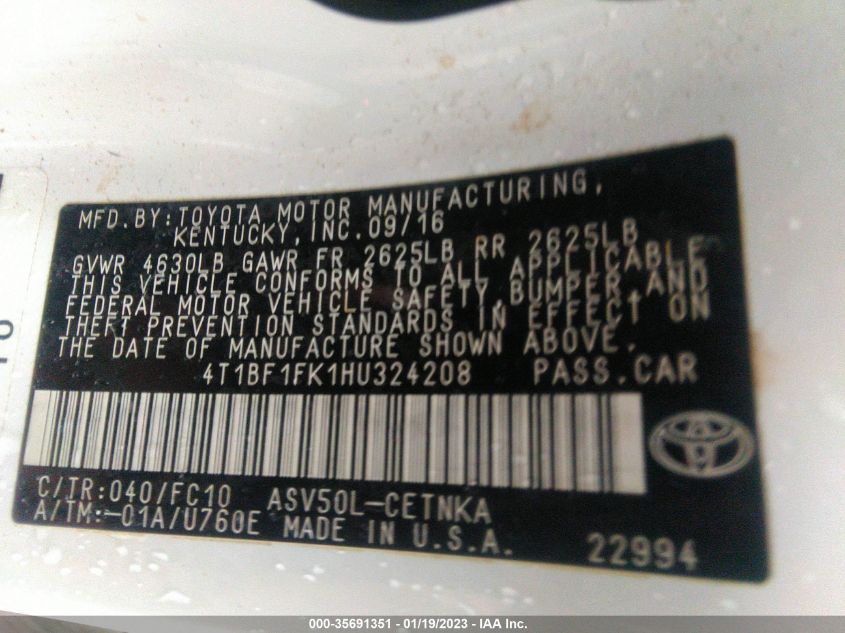 MFD.BY:TOYOTA MOTOR MANUFACTURING,
KENTUCKY, INC.09/16
GVWR 4630LB GAWR FR 2625LB RR 2625LB
THIS VEHICLE CONFORMS TO ALL APPLICABLE
FEDERAL MOTOR VEHICLE SAFETY,BUMPER,AND
THEFT PREVENTION STANDARDS IN EFFECT ON
THE DATE OF MANUFACTURE SHOWN ABOVE.
4T1BF1FK1HU324208 PASS.CAR
C/TR:040/FC10 ASV50L-CETNKA
A/TM:-01A/U760E MADE IN U.S.A.
22994
000-35691351 - 01/19/2023 - IAA Inc.